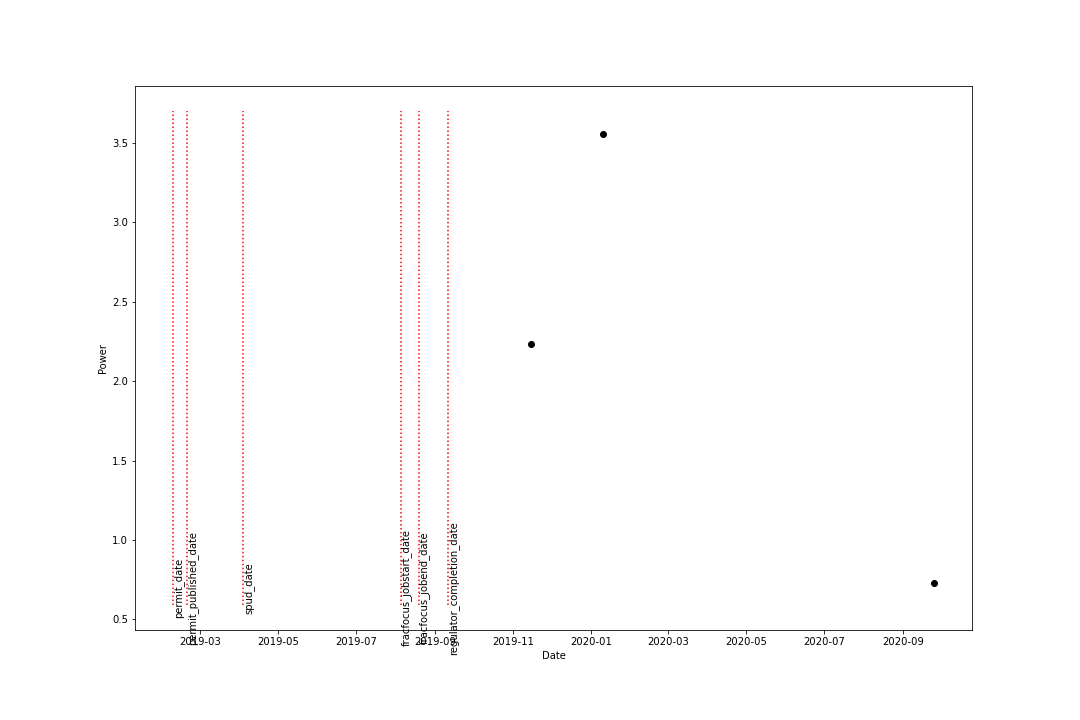 3.5
3.0
2.5
2.0
1.5
1.0
0.5
Power
permit_date
permit_published_date
spud_date
fracfocus_jobstart_date
fracfocus_jobend_date
regulator_completion_date
2019-03
2019-05
2019-07
2019-09
2019-11
2020-01
2020-03
2020-05
2020-07
2020-09
Date